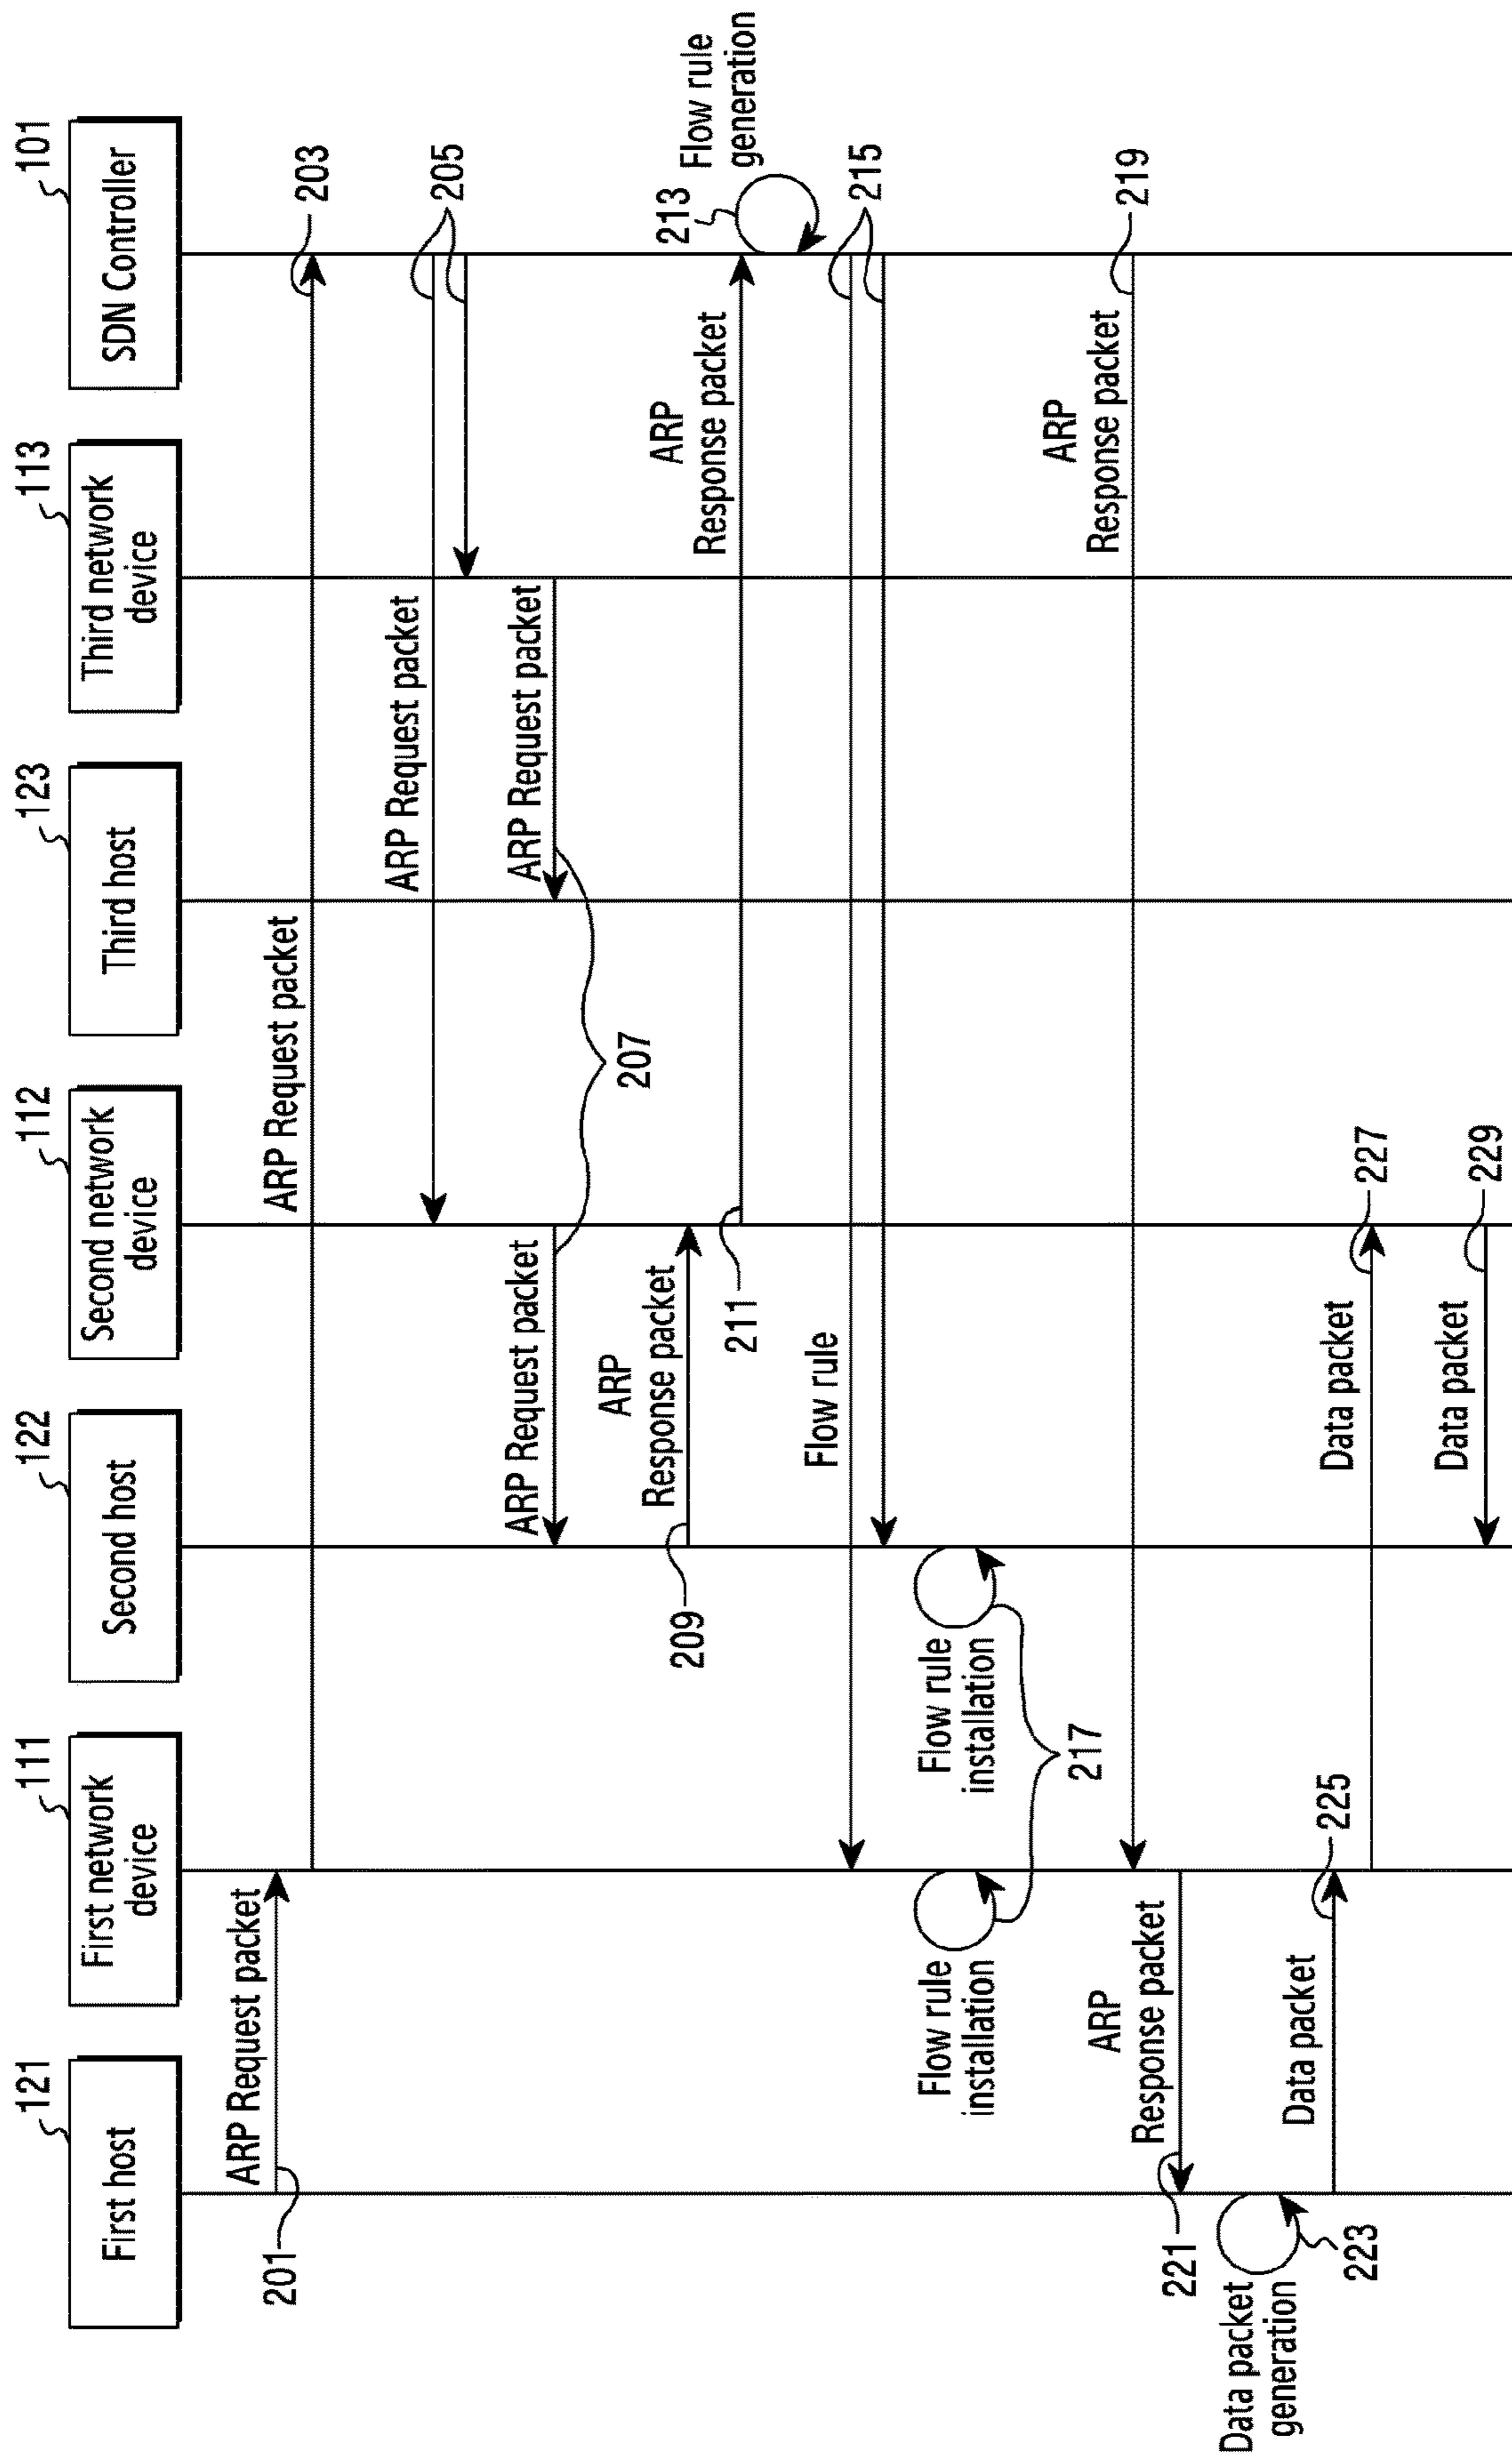 121
First host
111
First network
device
122
Second host
112
Second network
device
123
Third host
113
Third network
device
101
SDN Controller
201
ARP Request packet
ARP Request packet
203
ARP Request packet
205
ARP Request packet
ARP Request packet
207
209
ARP
Response packet
211
ARP
Response packet
213
Flow rule
generation
Flow rule
215
Flow rule
installation
Flow rule
installation
217
ARP
Response packet
219
221
ARP
Response packet
Data packet
generation
223
Data packet
225
Data packet
227
Data packet
229